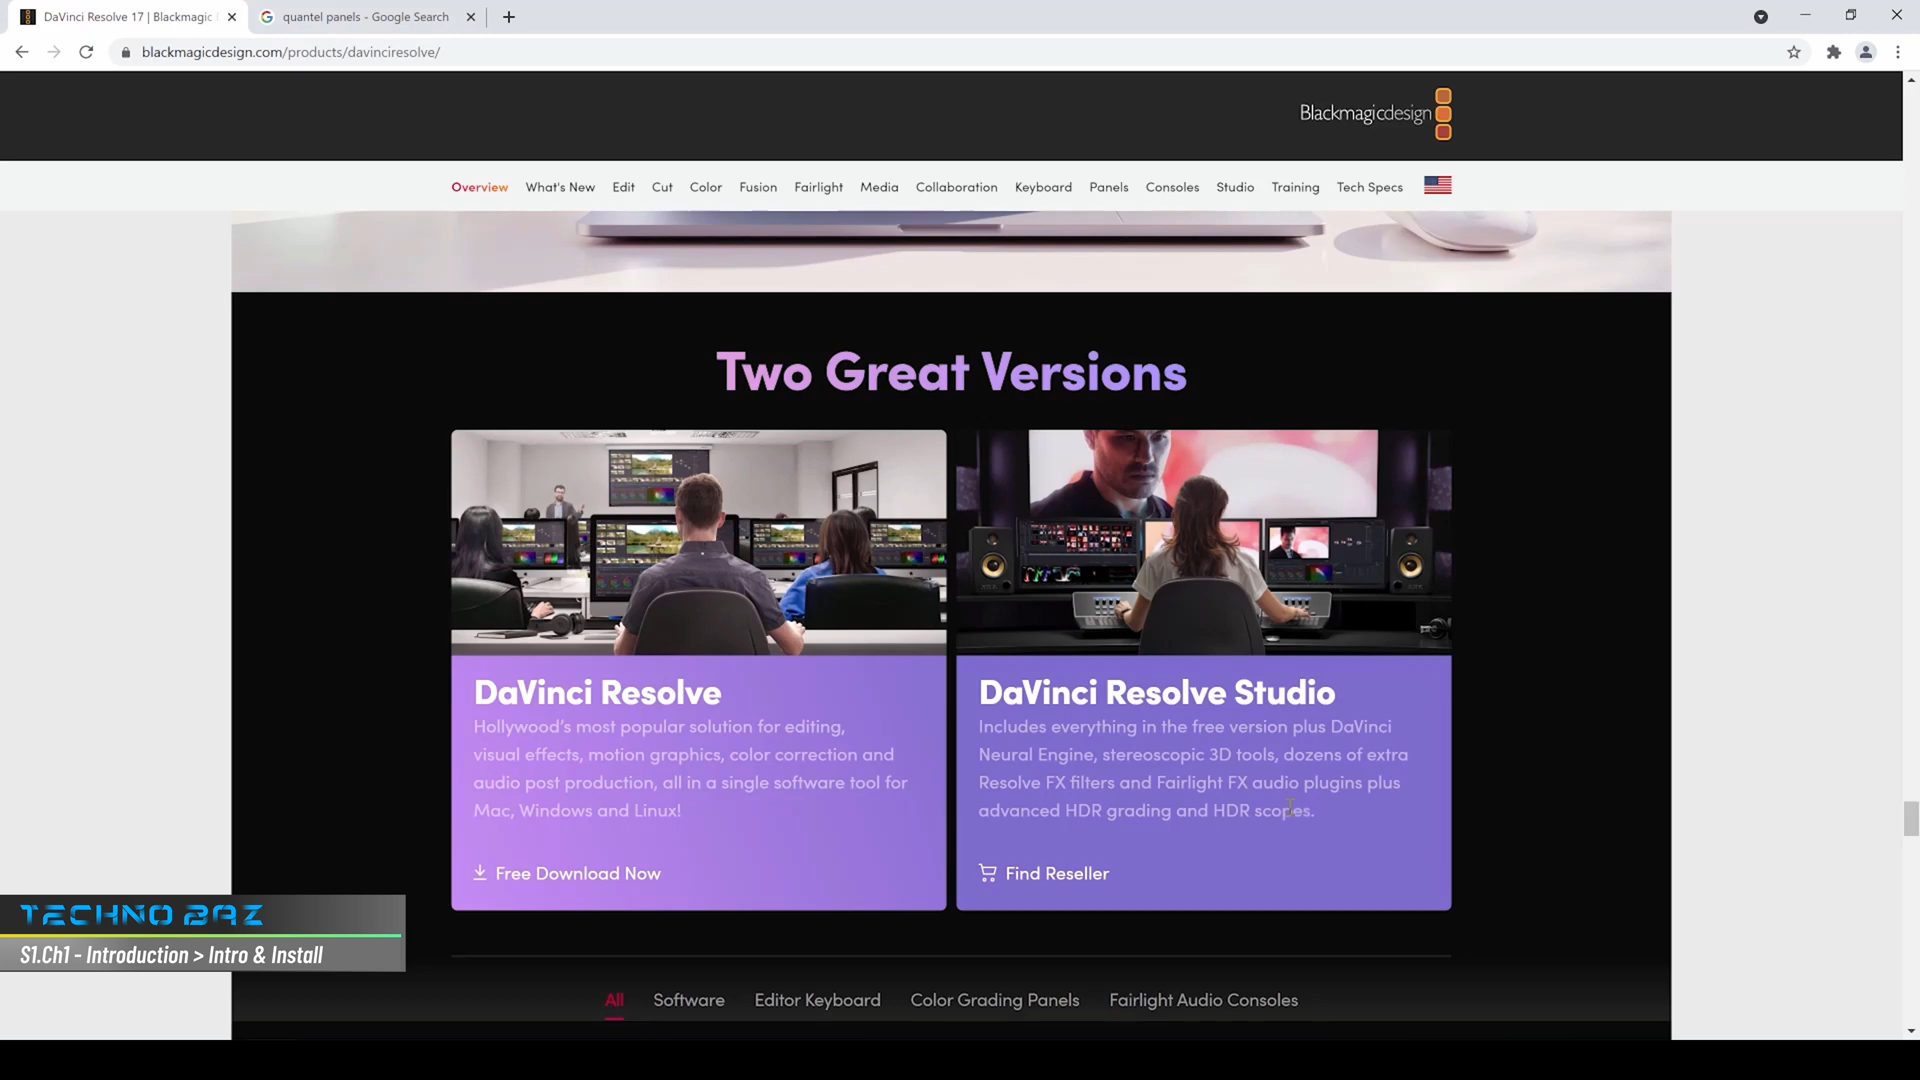 DaVinci Resolve 17 | Blackmagic
quantel panels - Google Search
blackmagicdesign.com/products/davinciresolve/
Blackmagicdesign
Overview What's New Edit Cut Color Fusion Fairlight Media Collaboration Keyboard Panels Consoles Studio Training Tech Specs
Two Great Versions
DaVinci Resolve
Hollywood's most popular solution for editing,
visual effects, motion graphics, color correction and
audio post production, all in a single software tool for
Mac, Windows and Linux!
Free Download Now
DaVinci Resolve Studio
Includes everything in the free version plus DaVinci
Neural Engine, stereoscopic 3D tools, dozens of extra
Resolve FX filters and Fairlight FX audio plugins plus
advanced HDR grading and HDR scopes.
Find Reseller
TECHNO BAZ
S1.Ch1 - Introduction > Intro & Install
All Software Editor Keyboard Color Grading Panels Fairlight Audio Consoles